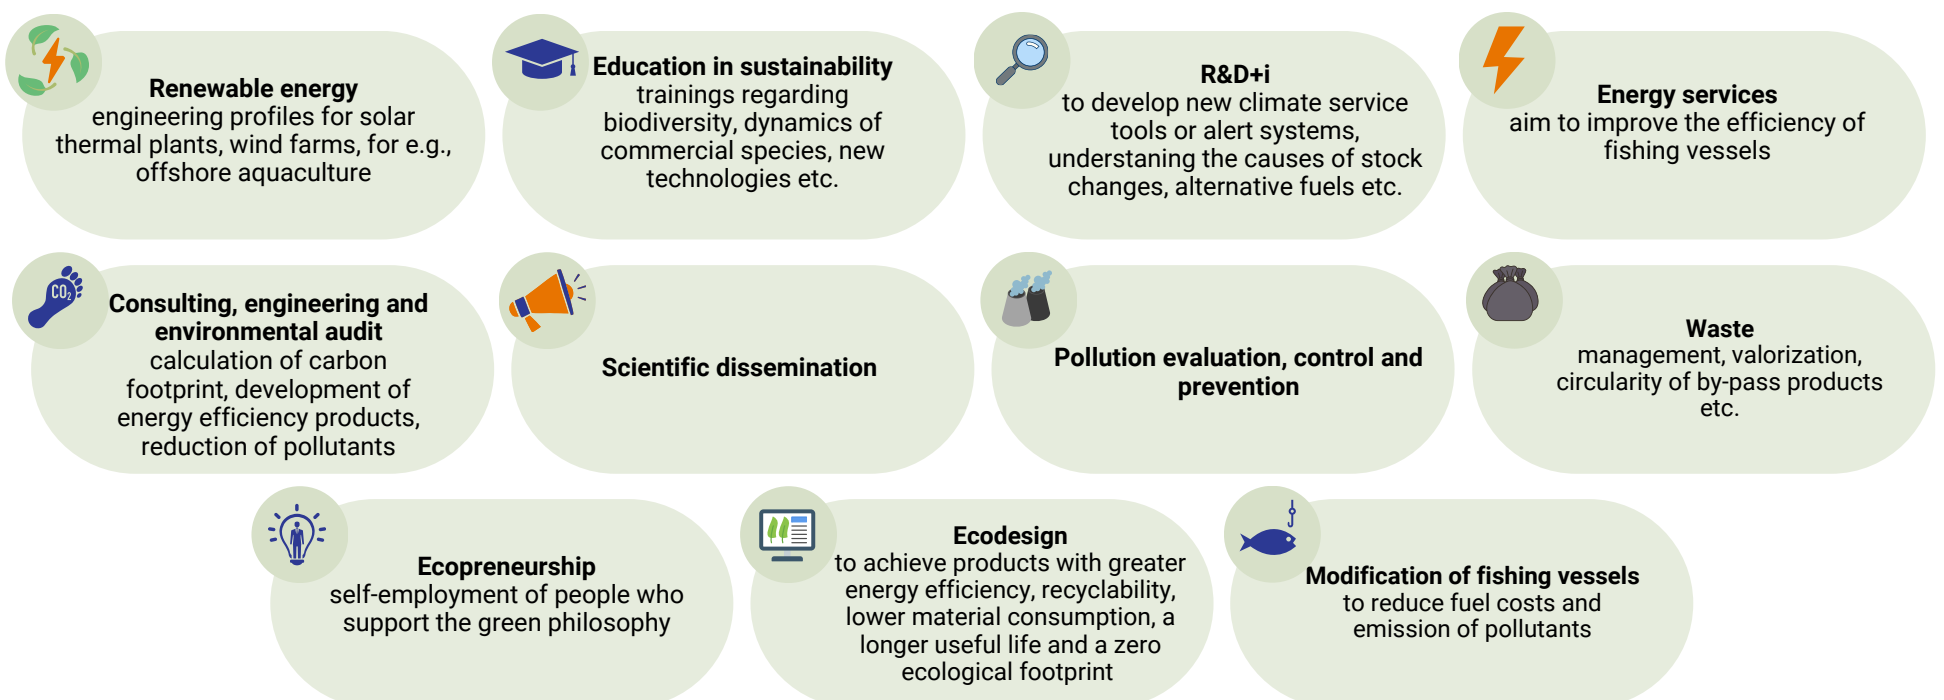 Renewable energy
engineering profiles for solar
thermal plants, wind farms, for e.g.,
offshore aquaculture
Education in sustainability
trainings regarding
biodiversity, dynamics of
commercial species, new
technologies etc.
R&D+i
to develop new climate service
tools or alert systems,
understaning the causes of stock
changes, alternative fuels etc.
Energy services
aim to improve the efficiency of
fishing vessels
CO₂
Consulting, engineering and
environmental audit
calculation of carbon
footprint, development of
energy efficiency products,
reduction of pollutants
Scientific dissemination
Pollution evaluation, control and
prevention
Waste
management, valorization,
circularity of by-pass products
etc.
Ecopreneurship
self-employment of people who
support the green philosophy
Ecodesign
to achieve products with greater
energy efficiency, recyclability,
lower material consumption, a
longer useful life and a zero
ecological footprint
Modification of fishing vessels
to reduce fuel costs and
emission of pollutants